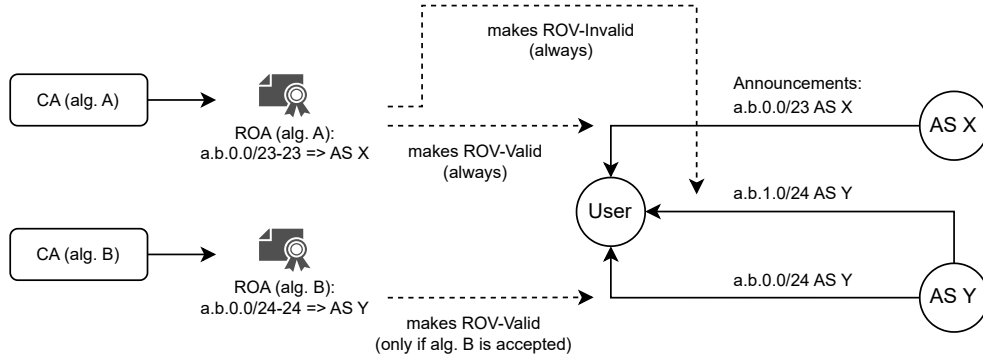 makes ROV-Invalid
(always)
CA (alg. A)
ROA (alg. A):
a.b.0.0/23-23 => AS X
makes ROV-Valid
(always)
Announcements:
a.b.0.0/23 AS X
AS X
User
a.b.1.0/24 AS Y
CA (alg. B)
ROA (alg. B):
a.b.0.0/24-24 => AS Y
makes ROV-Valid
(only if alg. B is accepted)
a.b.0.0/24 AS Y
AS Y